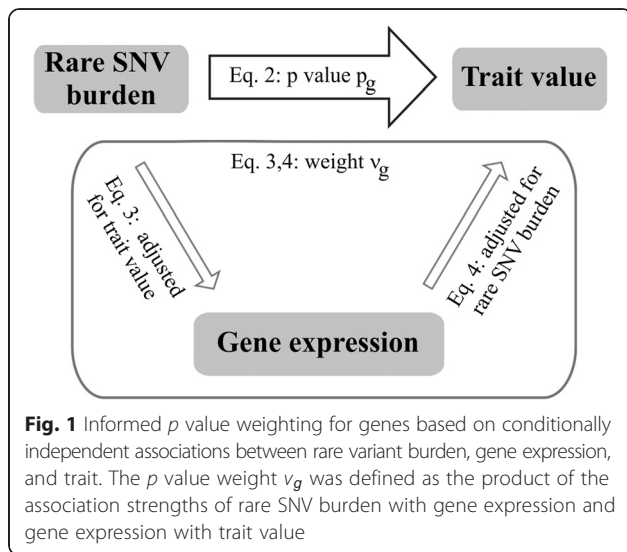 Rare SNV
burden
Eq. 2: p value pg
Trait value
Eq. 3,4: weight νg
Eq. 3: adjusted
for trait value
Eq. 4: adjusted for
rare SNV burden
Gene expression
Fig. 1 Informed p value weighting for genes based on conditionally
independent associations between rare variant burden, gene expression,
and trait. The p value weight νg was defined as the product of the
association strengths of rare SNV burden with gene expression and
gene expression with trait value